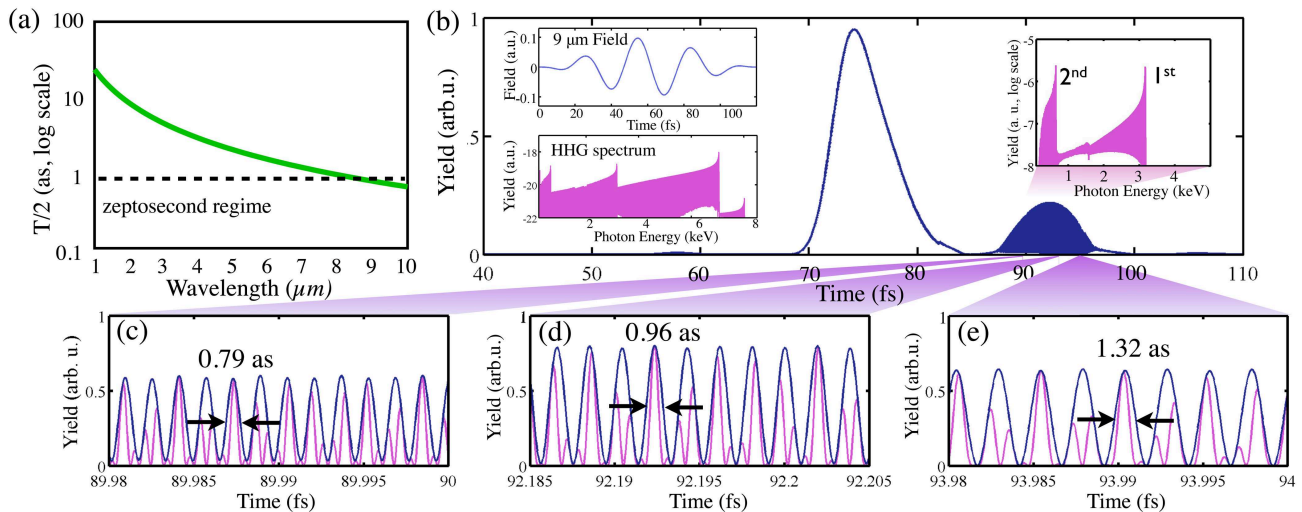 (a)
100
10
1
0.1
T/2 (as, log scale)
zeptosecond regime
1 2 3 4 5 6 7 8 9 10
Wavelength (μm)
(b)
1
0.5
0
Yield (arb.u.)
40 50 60 70 80 90 100 110
Time (fs)
9 μm Field
0.1
0
-0.1
Field (a.u.)
0 20 40 60 80 100
Time (fs)
HHG spectrum
-18
-20
-22
Yield (a.u.)
2 4 6 8
Photon Energy (keV)
2nd 1st
-5
-6
-7
-8
Yield (a. u., log scale)
1 2 3 4
Photon Energy (keV)
(c)
0.79 as
1
0.5
0
Yield (arb. u.)
89.98 89.985 89.99 89.995 90
Time (fs)
(d)
0.96 as
1
0.5
0
Yield (arb. u.)
92.185 92.19 92.195 92.2 92.205
Time (fs)
(e)
1.32 as
1
0.5
0
Yield (arb. u.)
93.98 93.985 93.99 93.995 94
Time (fs)